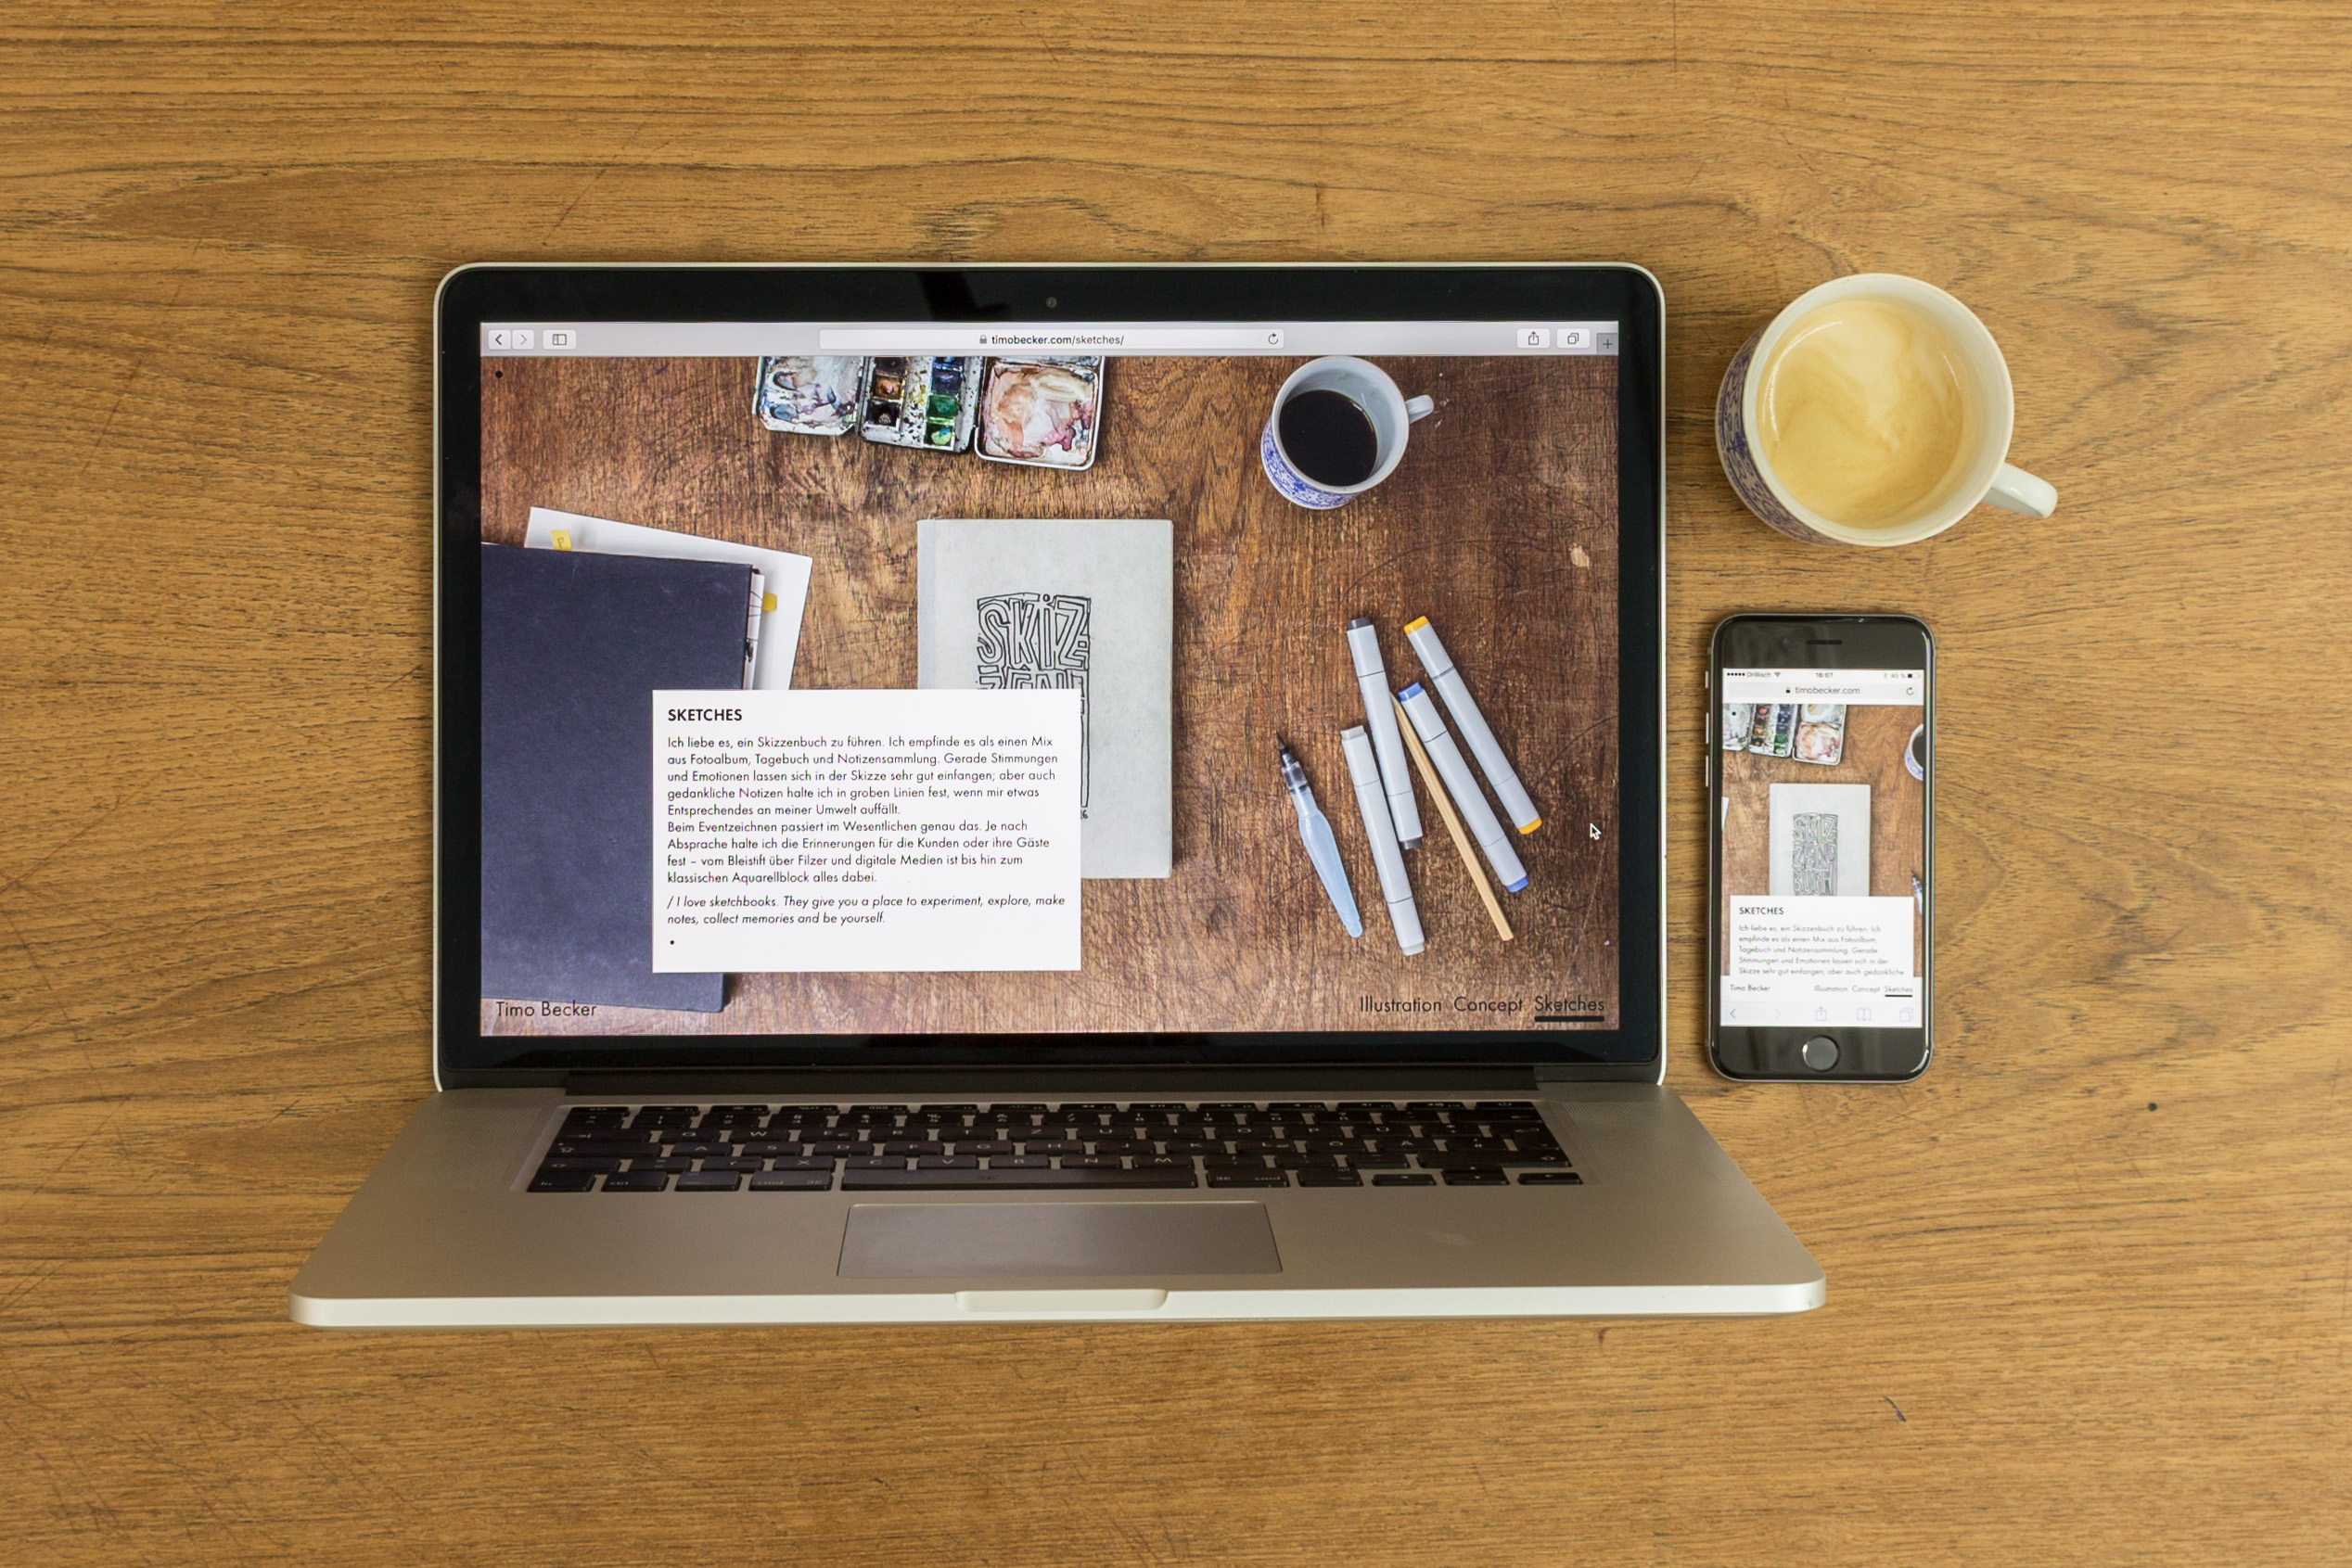 timobecker.com/sketches/
P
SKIZ
SKETCHES
Ich liebe es, ein Skizzenbuch zu führen. Ich empfinde es als einen Mix
aus Fotoalbum, Tagebuch und Notizensammlung. Gerade Stimmungen
und Emotionen lassen sich in der Skizze sehr gut einfangen; aber auch
gedankliche Notizen halte ich in groben Linien fest, wenn mir etwas
Entsprechendes an meiner Umwelt auffällt.
Beim Eventzeichnen passiert im Wesentlichen genau das. Je nach
Absprache halte ich die Erinnerungen für die Kunden oder ihre Gäste
fest – vom Bleistift über Filzer und digitale Medien ist bis hin zum
klassischen Aquarellblock alles dabei.
/ I love sketchbooks. They give you a place to experiment, explore, make
notes, collect memories and be yourself.
Timo Becker
Illustration Concept Sketches
Drillisch 16:07
timobecker.com
SKIZ
ZEN
BUCH
SKETCHES
Ich liebe es, ein Skizzenbuch zu führen. Ich
empfinde es als einen Mix aus Fotoalbum,
Tagebuch und Notizensammlung. Gerade
Stimmungen und Emotionen lassen sich in der
Skizze sehr gut einfangen; aber auch gedankliche
Timo Becker
Illustration Concept Sketches